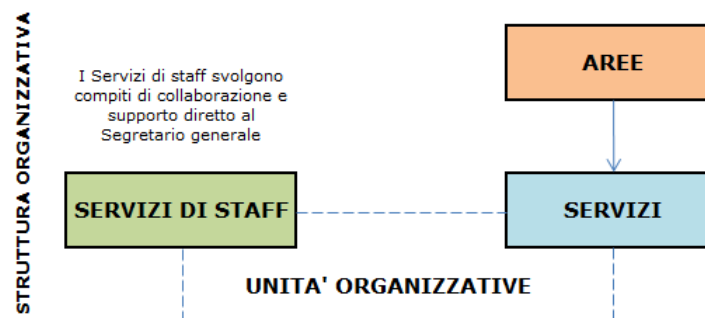 STRUTTURA ORGANIZZATIVA
I Servizi di staff svolgono
compiti di collaborazione e
supporto diretto al
Segretario generale
AREE
SERVIZI DI STAFF
SERVIZI
UNITA' ORGANIZZATIVE